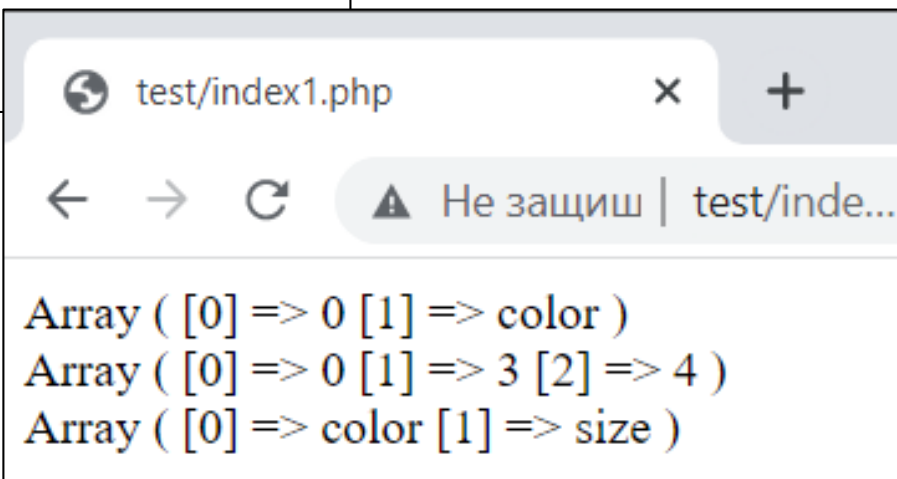 test/index1.php
Не защиш test/inde...
Array ( [0] => 0 [1] => color )
Array ( [0] => 0 [1] => 3 [2] => 4 )
Array ( [0] => color [1] => size )